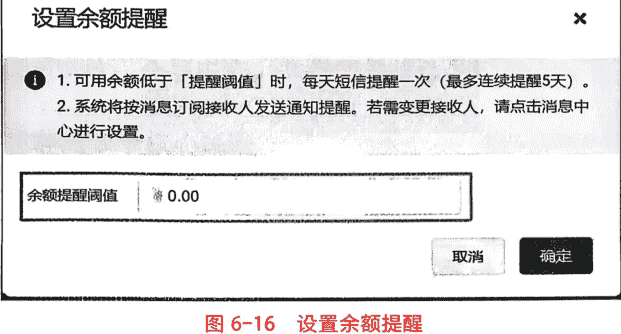 设置余额提醒
1. 可用余额低于「提醒阈值」时，每天短信提醒一次（最多连续提醒5天）。
2. 系统将按消息订阅接收人发送通知提醒。若需变更接收人，请点击消息中
心进行设置。
余额提醒阈值 0.00
取消 确定
图 6-16 设置余额提醒